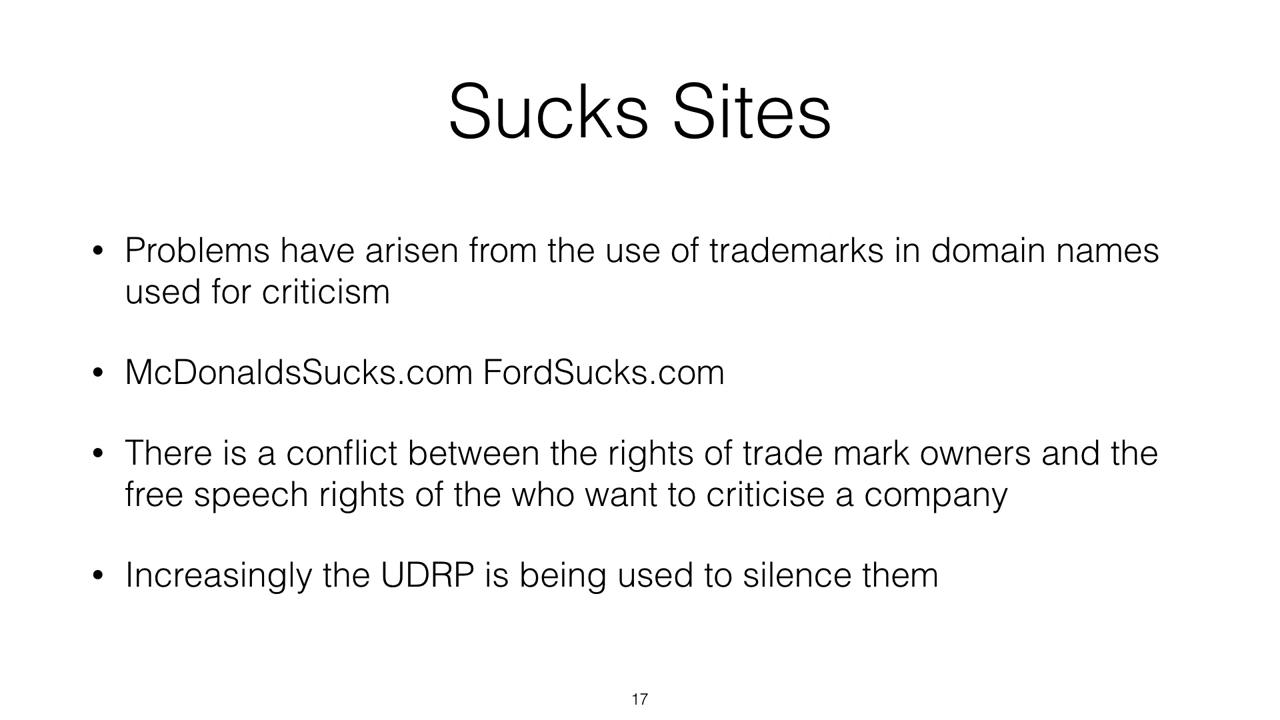 Sucks Sites
• Problems have arisen from the use of trademarks in domain names
used for criticism
• McDonaldsSucks.com FordSucks.com
• There is a conflict between the rights of trade mark owners and the
free speech rights of the who want to criticise a company
• Increasingly the UDRP is being used to silence them
17